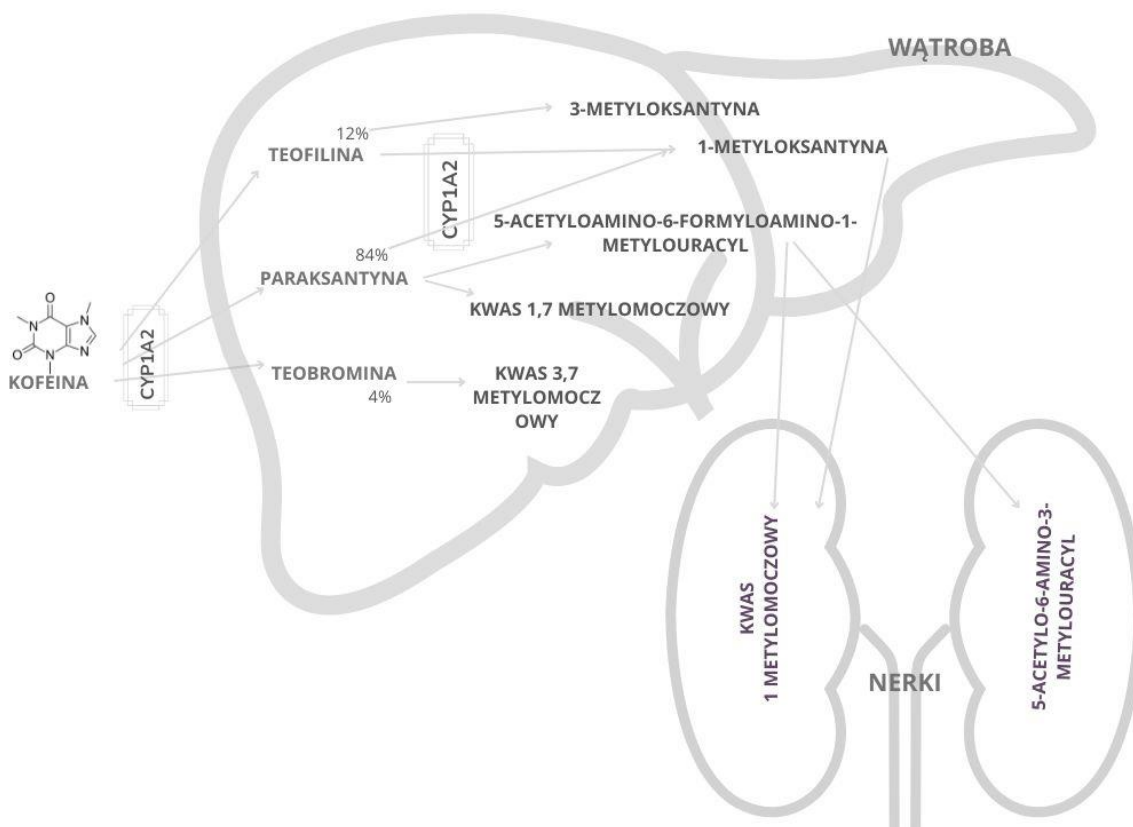 WĄTROBA
3-METYLOKSANTYNA
12%
TEOFILINA
1-METYLOKSANTYNA
CYP1A2
5-ACETYLOAMINO-6-FORMYLOAMINO-1-
METYLOURACYL
84%
PARAKSANTYNA
KWAS 1,7 METYLOMOCZOWY
O
N
N
O
N
N
KOFEINA
CYP1A2
TEOBROMINA
4%
KWAS 3,7
METYLOMOCZ
OWY
KWAS
1 METYLOMOCZOWY
NERKI
5-ACETYLO-6-AMINO-3-
METYLOURACYL